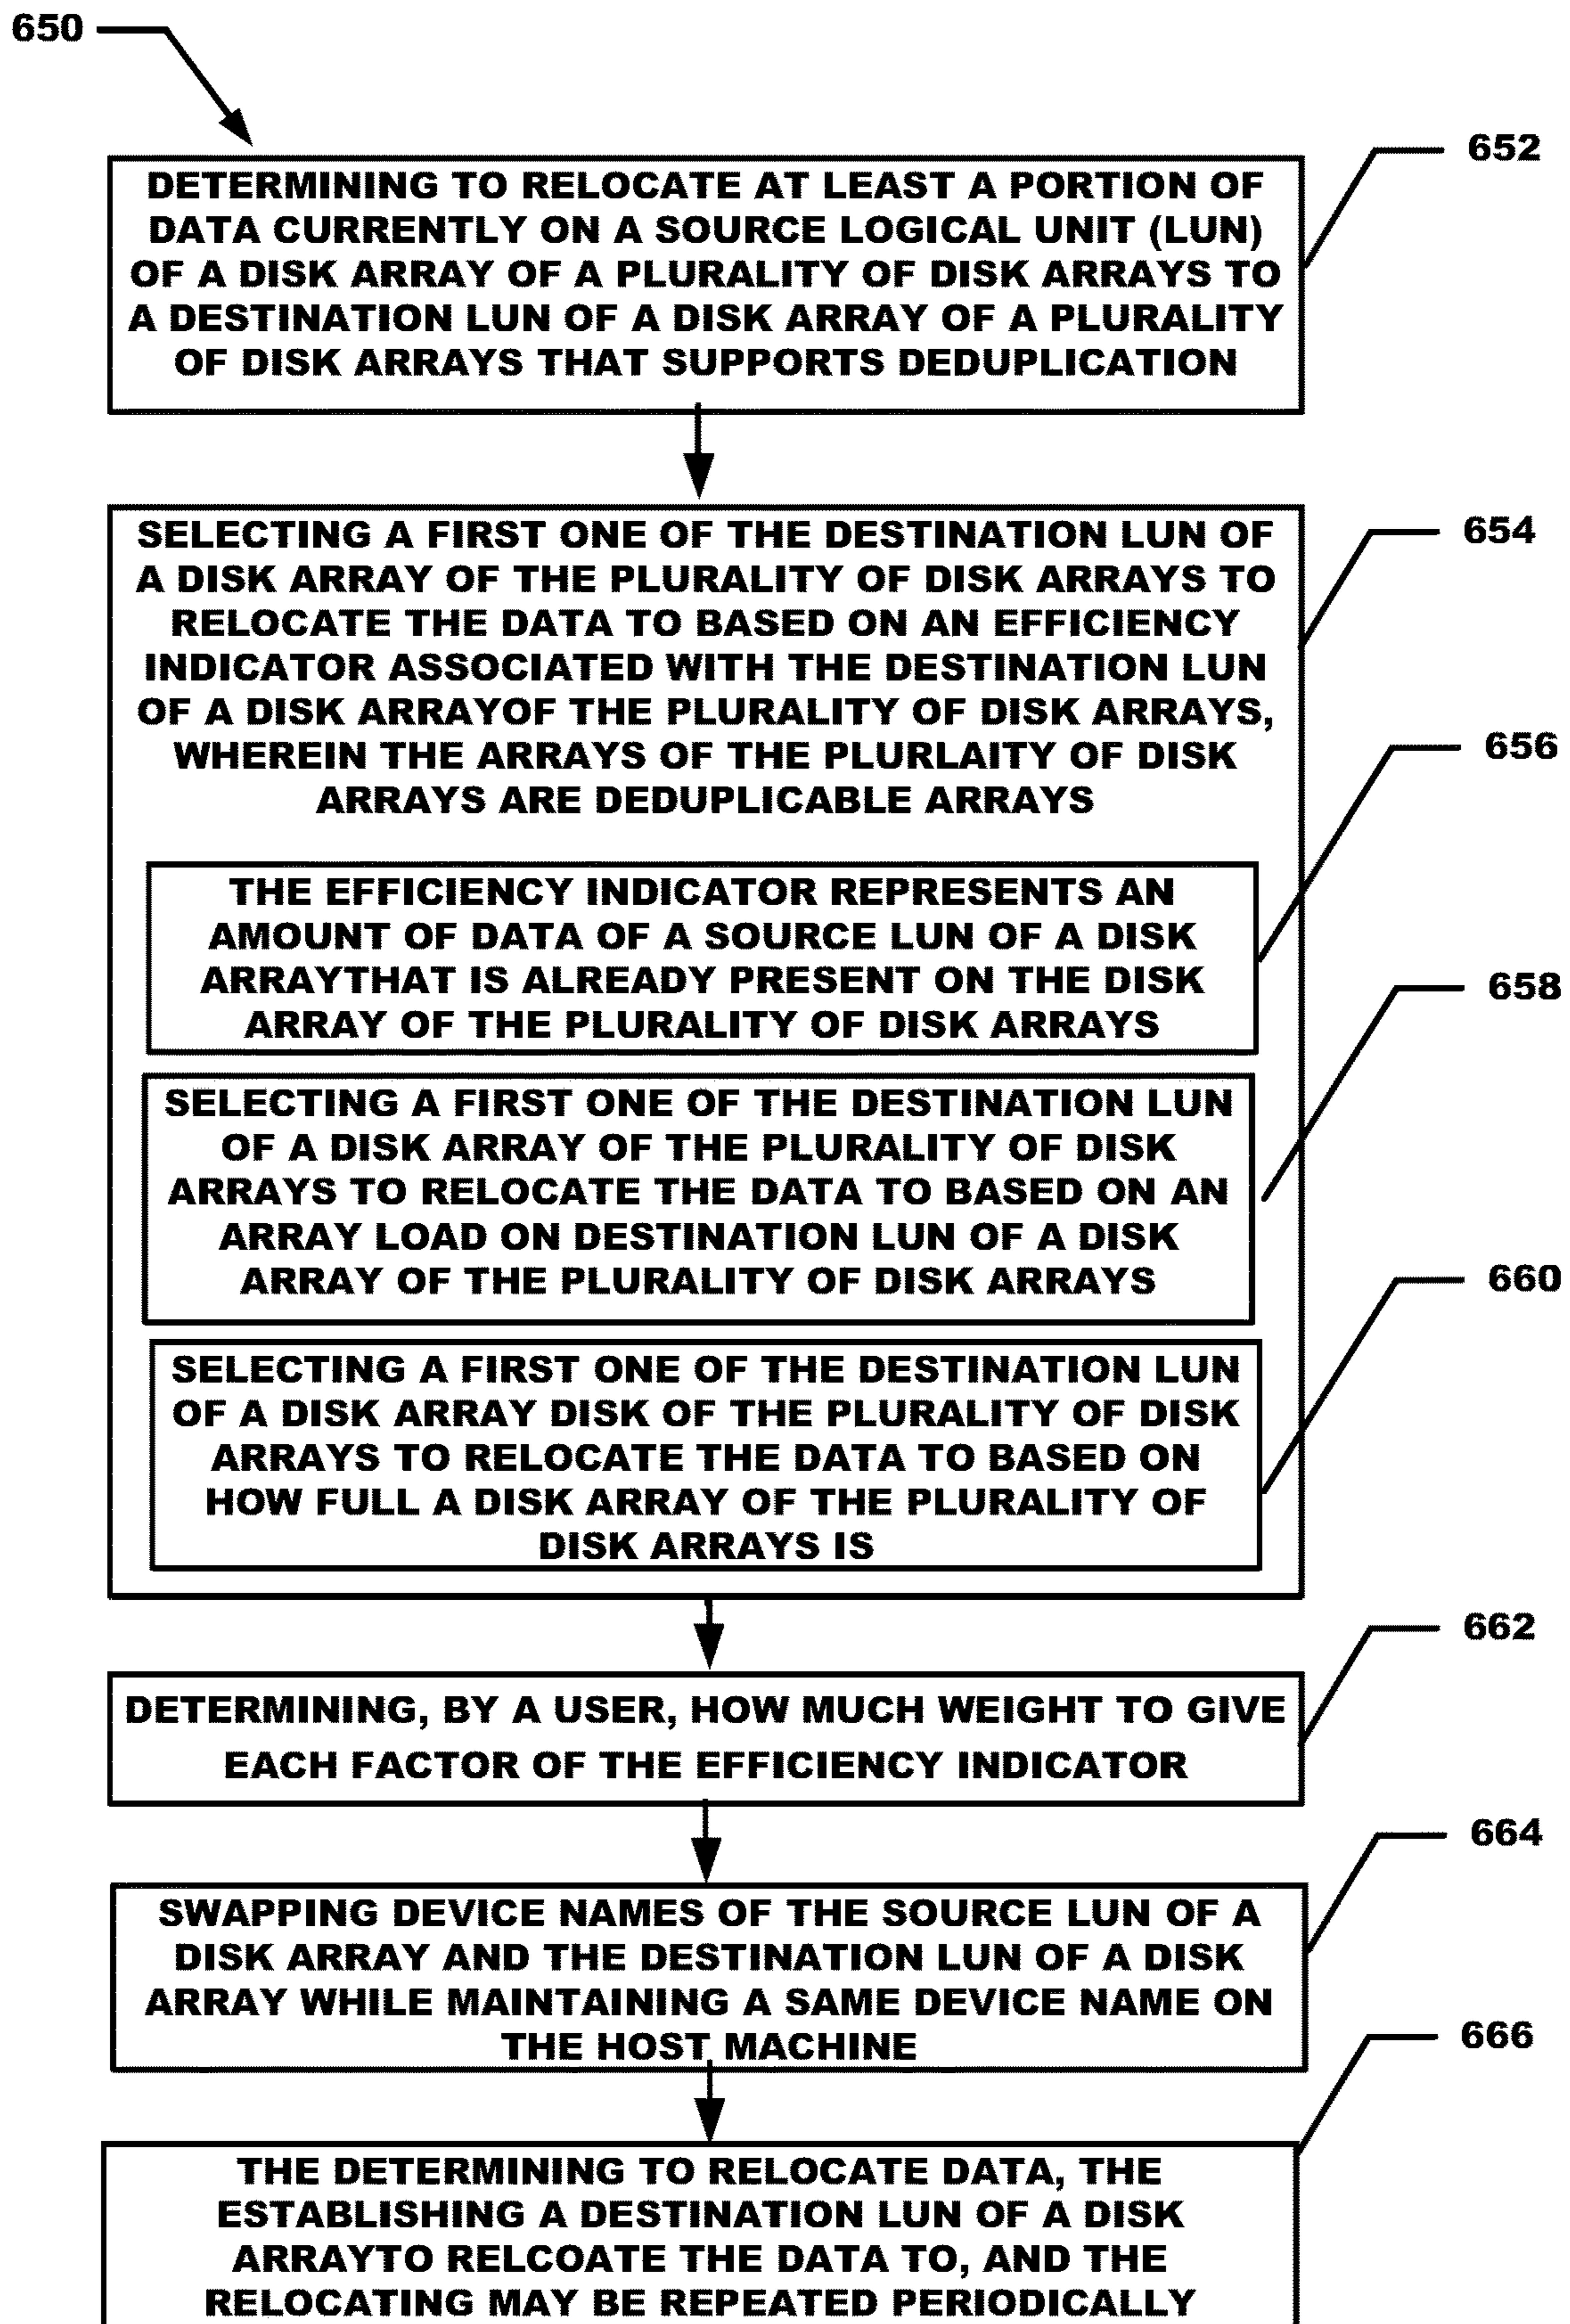 650
652
DETERMINING TO RELOCATE AT LEAST A PORTION OF
DATA CURRENTLY ON A SOURCE LOGICAL UNIT (LUN)
OF A DISK ARRAY OF A PLURALITY OF DISK ARRAYS TO
A DESTINATION LUN OF A DISK ARRAY OF A PLURALITY
OF DISK ARRAYS THAT SUPPORTS DEDUPLICATION
654
SELECTING A FIRST ONE OF THE DESTINATION LUN OF
A DISK ARRAY OF THE PLURALITY OF DISK ARRAYS TO
RELOCATE THE DATA TO BASED ON AN EFFICIENCY
INDICATOR ASSOCIATED WITH THE DESTINATION LUN
OF A DISK ARRAYOF THE PLURALITY OF DISK ARRAYS,
WHEREIN THE ARRAYS OF THE PLURLAITY OF DISK
ARRAYS ARE DEDUPLICABLE ARRAYS
656
THE EFFICIENCY INDICATOR REPRESENTS AN
AMOUNT OF DATA OF A SOURCE LUN OF A DISK
ARRAYTHAT IS ALREADY PRESENT ON THE DISK
ARRAY OF THE PLURALITY OF DISK ARRAYS
658
SELECTING A FIRST ONE OF THE DESTINATION LUN
OF A DISK ARRAY OF THE PLURALITY OF DISK
ARRAYS TO RELOCATE THE DATA TO BASED ON AN
ARRAY LOAD ON DESTINATION LUN OF A DISK
ARRAY OF THE PLURALITY OF DISK ARRAYS
660
SELECTING A FIRST ONE OF THE DESTINATION LUN
OF A DISK ARRAY DISK OF THE PLURALITY OF DISK
ARRAYS TO RELOCATE THE DATA TO BASED ON
HOW FULL A DISK ARRAY OF THE PLURALITY OF
DISK ARRAYS IS
662
DETERMINING, BY A USER, HOW MUCH WEIGHT TO GIVE
EACH FACTOR OF THE EFFICIENCY INDICATOR
664
SWAPPING DEVICE NAMES OF THE SOURCE LUN OF A
DISK ARRAY AND THE DESTINATION LUN OF A DISK
ARRAY WHILE MAINTAINING A SAME DEVICE NAME ON
THE HOST MACHINE
666
THE DETERMINING TO RELOCATE DATA, THE
ESTABLISHING A DESTINATION LUN OF A DISK
ARRAYTO RELCOATE THE DATA TO, AND THE
RELOCATING MAY BE REPEATED PERIODICALLY